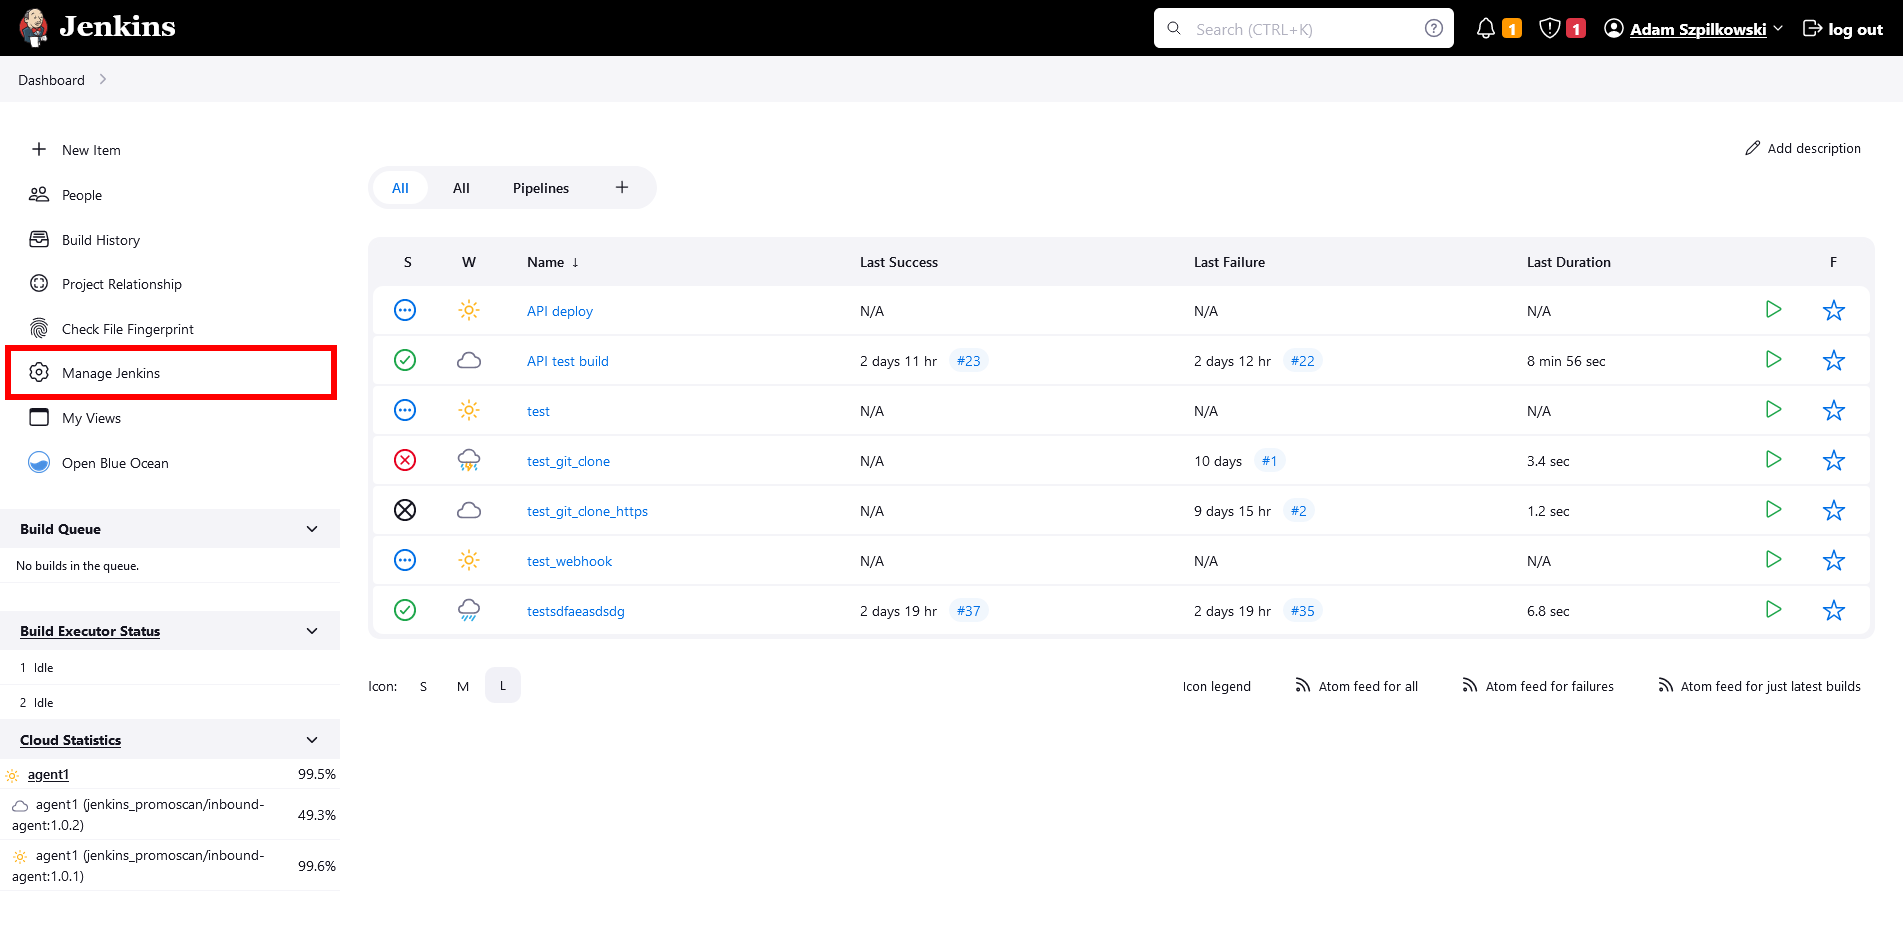 Jenkins
Search (CTRL+K)
1
1
Adam Szpilkowski
log out
Dashboard
New Item
People
Build History
Project Relationship
Check File Fingerprint
Manage Jenkins
My Views
Open Blue Ocean
Build Queue
No builds in the queue.
Build Executor Status
1 Idle
2 Idle
Cloud Statistics
agent1 99.5%
agent1 (jenkins_promoscan/inbound-
agent:1.0.2) 49.3%
agent1 (jenkins_promoscan/inbound-
agent:1.0.1) 99.6%
Add description
All All Pipelines +
S W Name ↓ Last Success Last Failure Last Duration F
API deploy N/A N/A N/A
API test build 2 days 11 hr #23 2 days 12 hr #22 8 min 56 sec
test N/A N/A N/A
test_git_clone N/A 10 days #1 3.4 sec
test_git_clone_https N/A 9 days 15 hr #2 1.2 sec
test_webhook N/A N/A N/A
testsdfaeasdsdg 2 days 19 hr #37 2 days 19 hr #35 6.8 sec
Icon: S M L
Icon legend Atom feed for all Atom feed for failures Atom feed for just latest builds